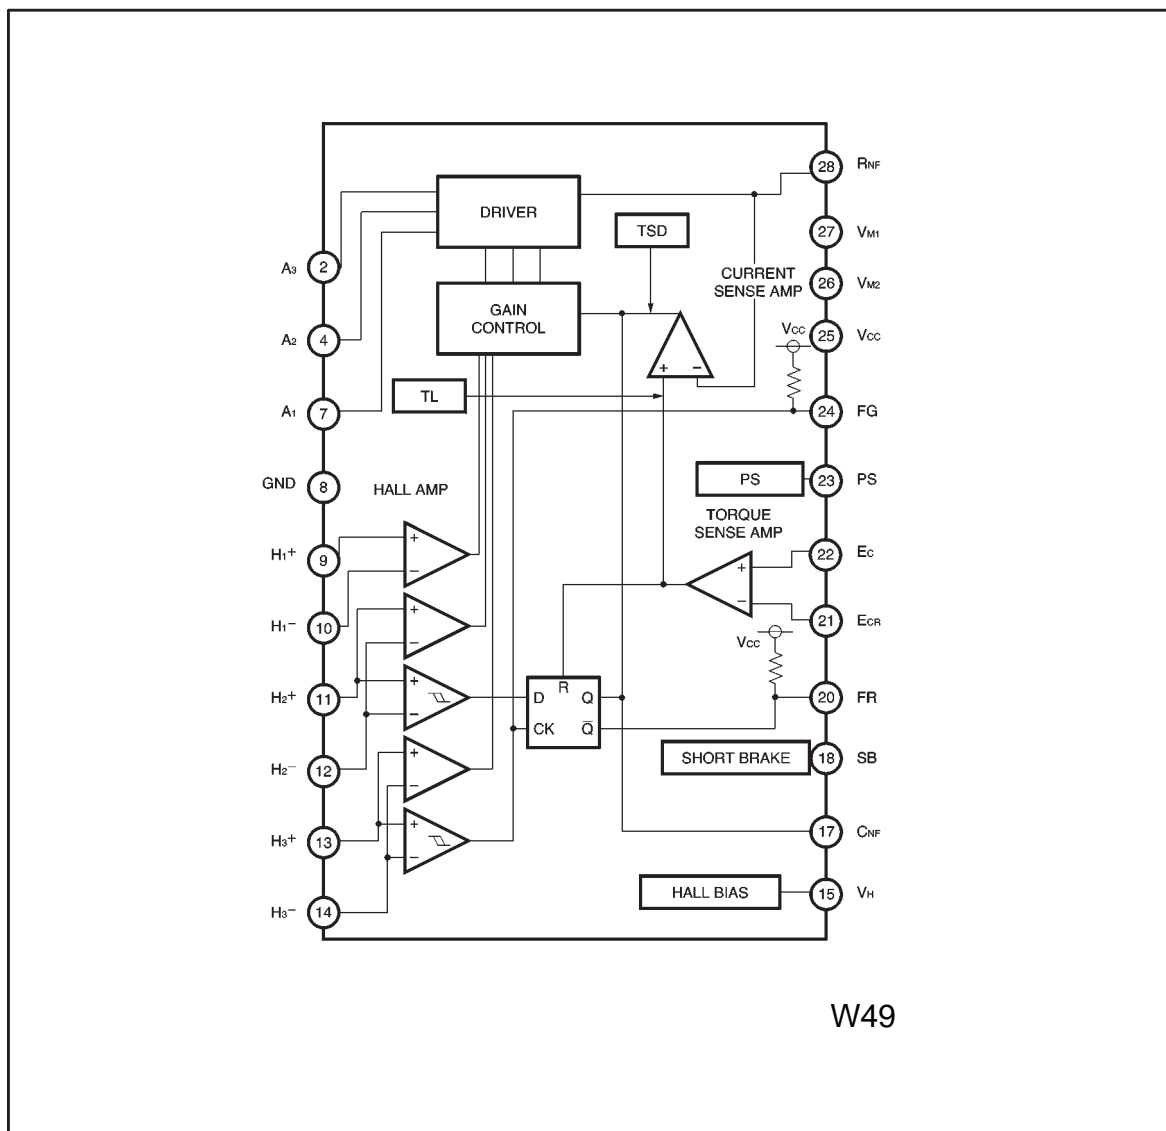 28 RNF
DRIVER
TSD
27 VM1
A3 2
CURRENT
SENSE AMP
26 VM2
GAIN
CONTROL
VCC
25 VCC
A2 4
+ −
TL
A1 7
24 FG
GND 8
HALL AMP
PS
23 PS
TORQUE
SENSE AMP
H1+ 9
+
−
22 EC
+
−
H1− 10
+
−
21 ECR
VCC
H2+ 11
+
−
R
D Q
CK Q̅
20 FR
H2− 12
+
−
SHORT BRAKE
18 SB
H3+ 13
+
−
17 CNF
HALL BIAS
15 VH
H3− 14
W49